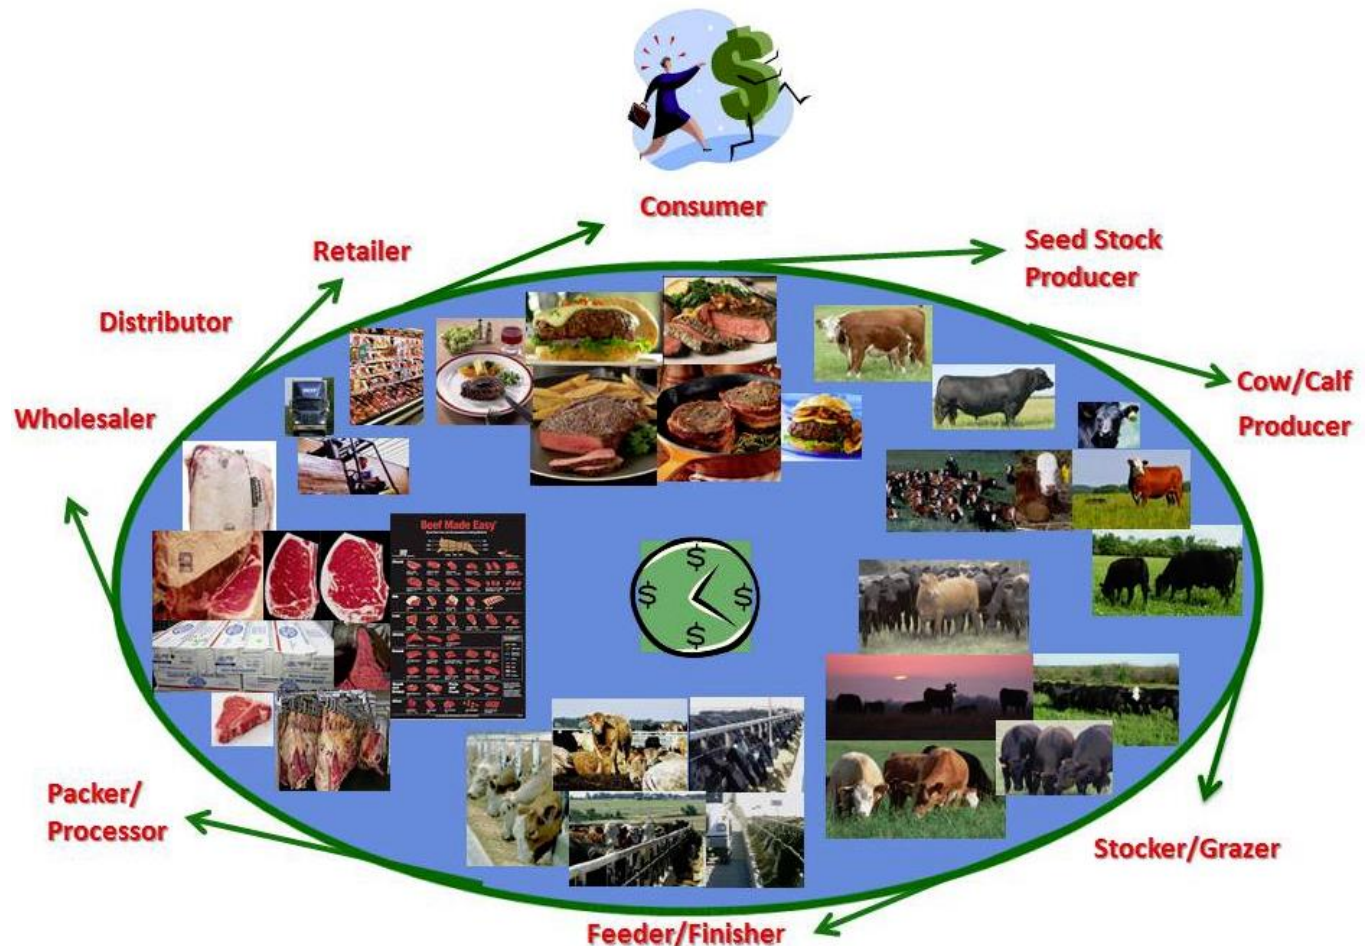 Consumer
Seed Stock
Producer
Cow/Calf
Producer
Stocker/Grazer
Feeder/Finisher
Packer/
Processor
Wholesaler
Distributor
Retailer
Beef Made Easy
$
$
$
$
$